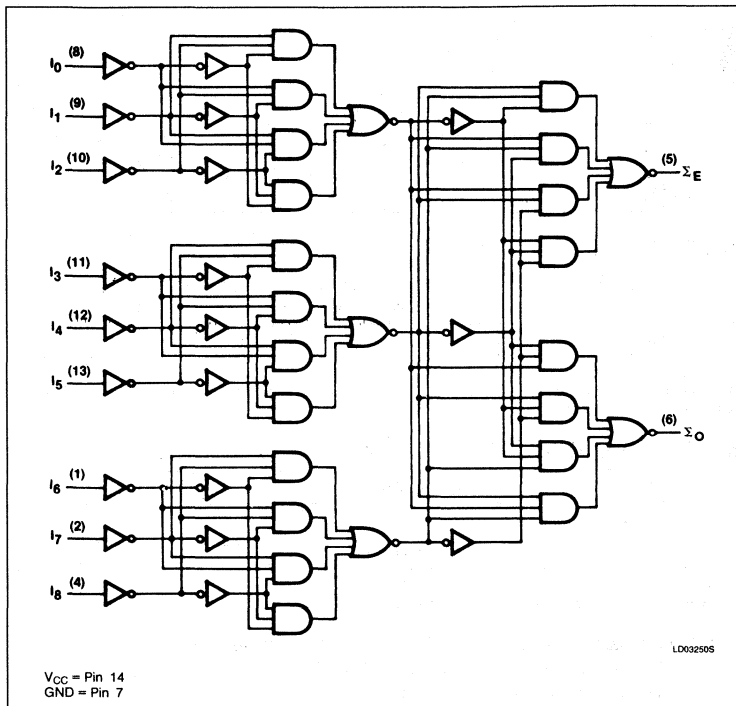 I0 (8)
I1 (9)
I2 (10)
I3 (11)
I4 (12)
I5 (13)
I6 (1)
I7 (2)
I8 (4)
(5) ΣE
(6) ΣO
LD03250S
VCC = Pin 14
GND = Pin 7